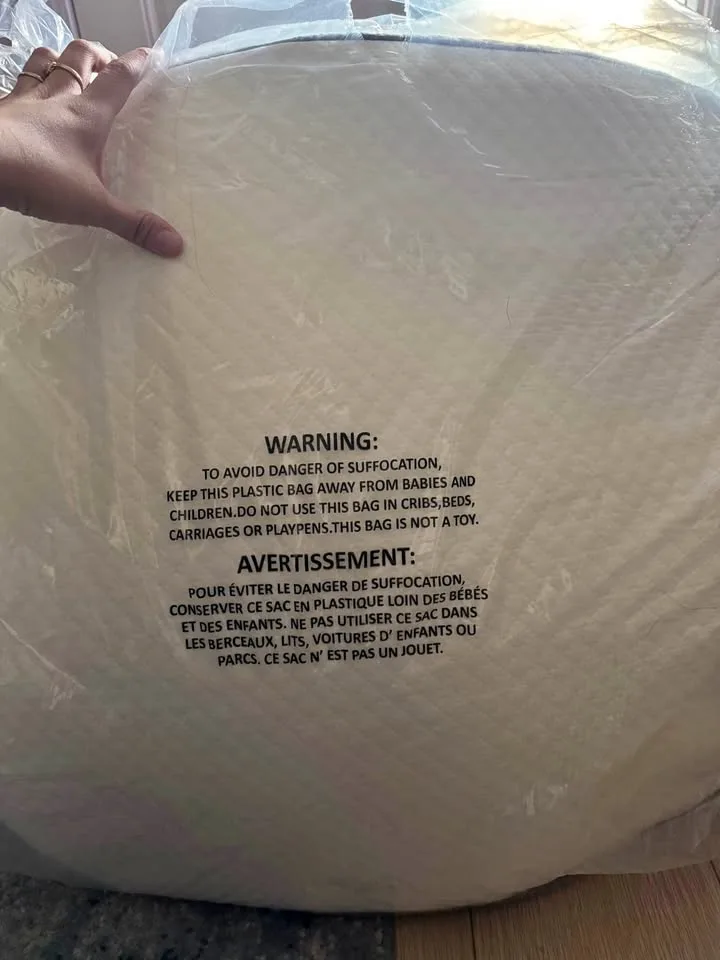 WARNING:
TO AVOID DANGER OF SUFFOCATION,
KEEP THIS PLASTIC BAG AWAY FROM BABIES AND
CHILDREN.DO NOT USE THIS BAG IN CRIBS,BEDS,
CARRIAGES OR PLAYPENS.THIS BAG IS NOT A TOY.
AVERTISSEMENT:
POUR ÉVITER LE DANGER DE SUFFOCATION,
CONSERVER CE SAC EN PLASTIQUE LOIN DES BÉBÉS
ET DES ENFANTS. NE PAS UTILISER CE SAC DANS
LES BERCEAUX, LITS, VOITURES D' ENFANTS OU
PARCS. CE SAC N' EST PAS UN JOUET.